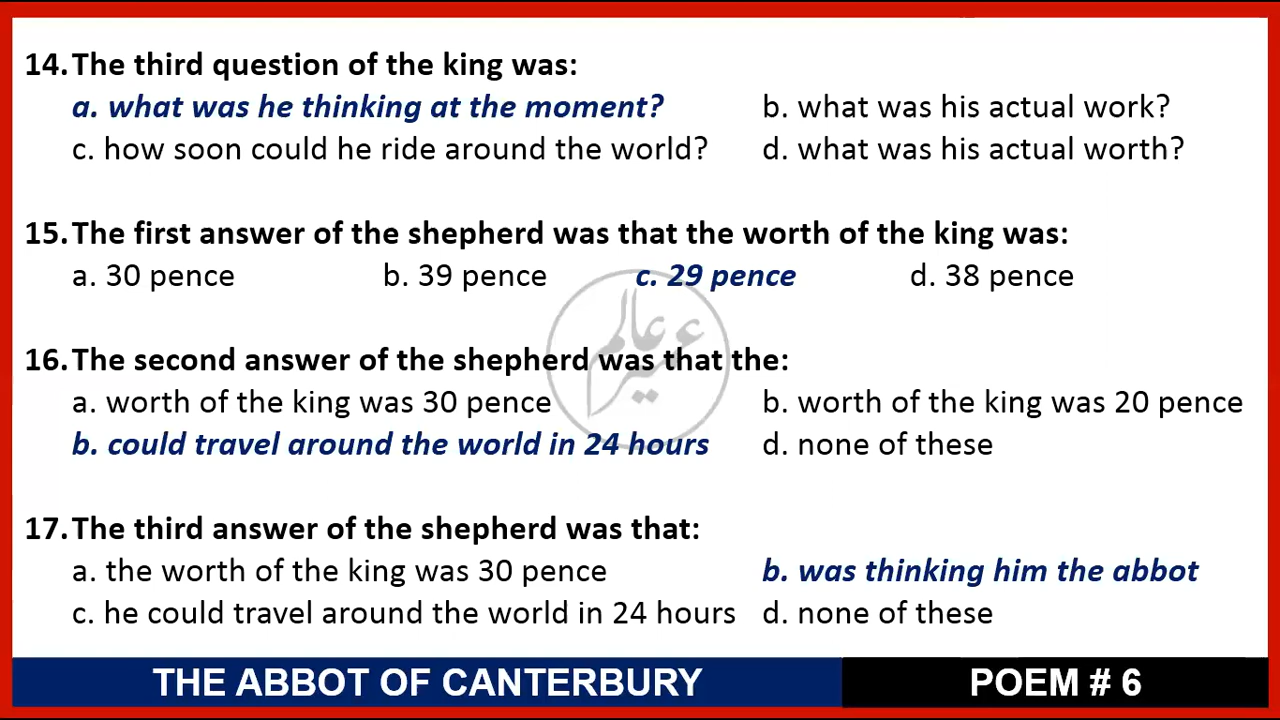 14. The third question of the king was:
a. what was he thinking at the moment? b. what was his actual work?
c. how soon could he ride around the world? d. what was his actual worth?
15. The first answer of the shepherd was that the worth of the king was:
a. 30 pence b. 39 pence c. 29 pence d. 38 pence
16. The second answer of the shepherd was that the:
a. worth of the king was 30 pence b. worth of the king was 20 pence
b. could travel around the world in 24 hours d. none of these
17. The third answer of the shepherd was that:
a. the worth of the king was 30 pence b. was thinking him the abbot
c. he could travel around the world in 24 hours d. none of these
THE ABBOT OF CANTERBURY POEM # 6